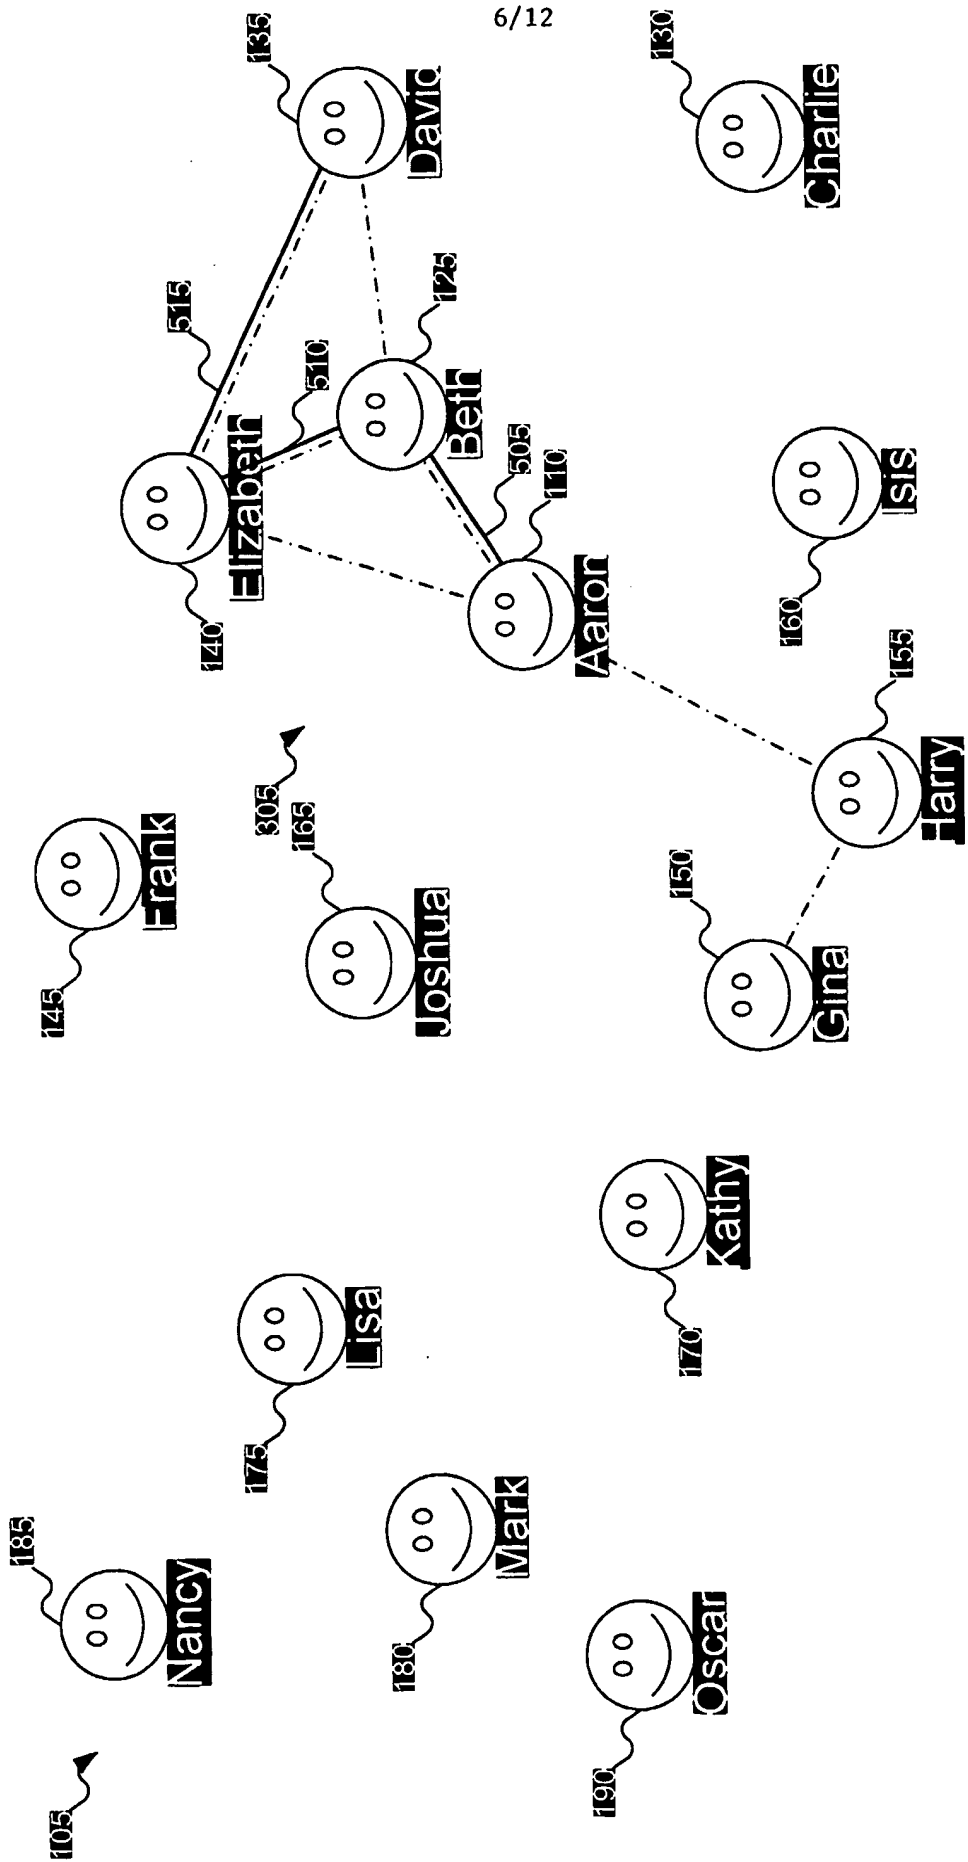 6/12
135
David
130
Charlie
515
510
125
Beth
Elizabeth
140
505
110
Aaron
Isis
160
155
Harry
305
165
Joshua
Frank
145
150
Gina
Kathy
170
Lisa
175
185
Nancy
Mark
180
Oscar
190
105